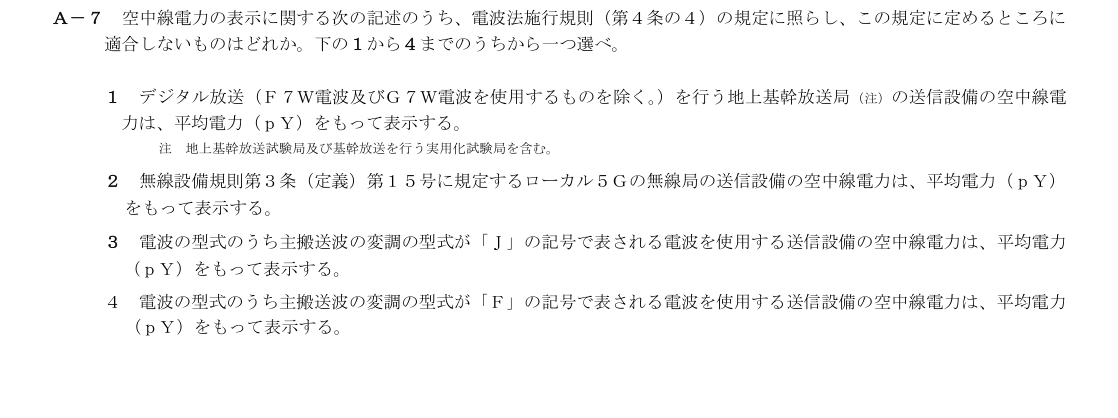 Ａ－７　空中線電力の表示に関する次の記述のうち、電波法施行規則（第４条の４）の規定に照らし、この規定に定めるところに
適合しないものはどれか。下の１から４までのうちから一つ選べ。
１　デジタル放送（Ｆ７Ｗ電波及びＧ７Ｗ電波を使用するものを除く。）を行う地上基幹放送局（注）の送信設備の空中線電
力は、平均電力（ｐＹ）をもって表示する。
注　地上基幹放送試験局及び基幹放送を行う実用化試験局を含む。
２　無線設備規則第３条（定義）第１５号に規定するローカル５Ｇの無線局の送信設備の空中線電力は、平均電力（ｐＹ）
をもって表示する。
３　電波の型式のうち主搬送波の変調の型式が「Ｊ」の記号で表される電波を使用する送信設備の空中線電力は、平均電力
（ｐＹ）をもって表示する。
４　電波の型式のうち主搬送波の変調の型式が「Ｆ」の記号で表される電波を使用する送信設備の空中線電力は、平均電力
（ｐＹ）をもって表示する。